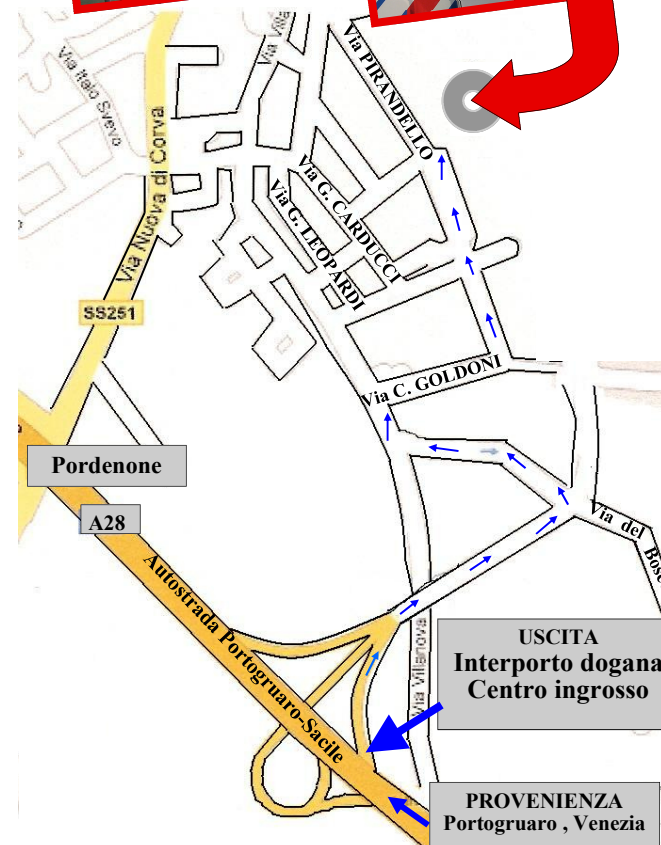 Via Villa
Via PIRANDELLO
Via Italo Svevo
Via Nuova di Corva
Via G. CARDUCCI
Via G. LEOPARDI
SS251
Via C. GOLDONI
Pordenone
A28
Via del Bosc
Autostrada Portogruaro-Sacile
Via Villanova
USCITA
Interporto dogana
Centro ingrosso
PROVENIENZA
Portogruaro , Venezia